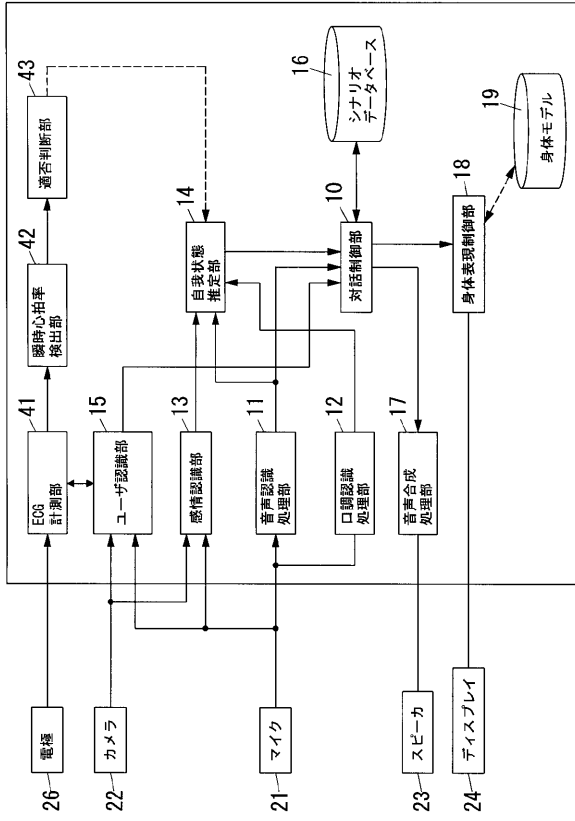 電極
26
カメラ
22
マイク
21
スピーカ
23
ディスプレイ
24
ECG
計測部
41
ユーザ認識部
15
感情認識部
13
音声認識
処理部
11
口調認識
処理部
12
音声合成
処理部
17
瞬時心拍率
検出部
42
適否判断部
43
自我状態
推定部
14
対話制御部
10
シナリオ
データベース
16
身体表現制御部
18
身体モデル
19